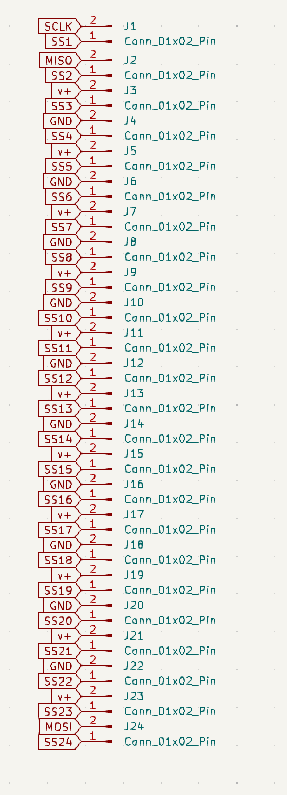 SCLK 2 J1
SS1 1 Conn_01x02_Pin
MISO 2 J2
SS2 1 Conn_01x02_Pin
v+ 2 J3
SS3 1 Conn_01x02_Pin
GND 2 J4
SS4 1 Conn_01x02_Pin
v+ 2 J5
SS5 1 Conn_01x02_Pin
GND 2 J6
SS6 1 Conn_01x02_Pin
v+ 2 J7
SS7 1 Conn_01x02_Pin
GND 2 J8
SS8 1 Conn_01x02_Pin
v+ 2 J9
SS9 1 Conn_01x02_Pin
GND 2 J10
SS10 1 Conn_01x02_Pin
v+ 2 J11
SS11 1 Conn_01x02_Pin
GND 2 J12
SS12 1 Conn_01x02_Pin
v+ 2 J13
SS13 1 Conn_01x02_Pin
GND 2 J14
SS14 1 Conn_01x02_Pin
v+ 2 J15
SS15 1 Conn_01x02_Pin
GND 2 J16
SS16 1 Conn_01x02_Pin
v+ 2 J17
SS17 1 Conn_01x02_Pin
GND 2 J18
SS18 1 Conn_01x02_Pin
v+ 2 J19
SS19 1 Conn_01x02_Pin
GND 2 J20
SS20 1 Conn_01x02_Pin
v+ 2 J21
SS21 1 Conn_01x02_Pin
GND 2 J22
SS22 1 Conn_01x02_Pin
v+ 2 J23
SS23 1 Conn_01x02_Pin
MOSI 2 J24
SS24 1 Conn_01x02_Pin